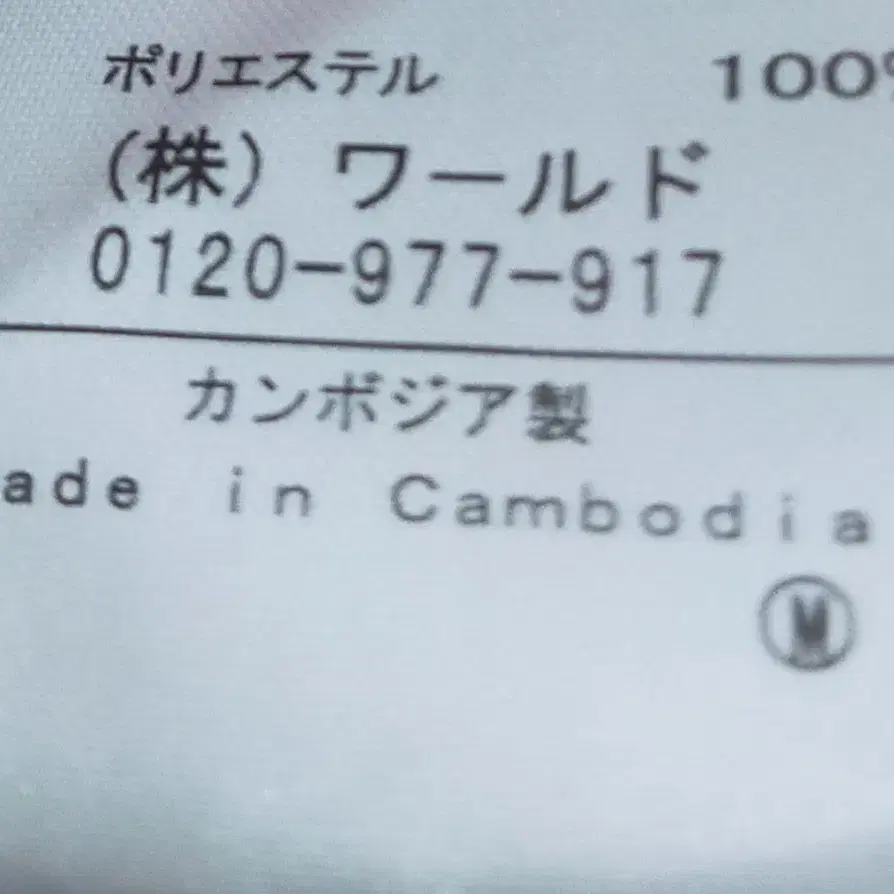 ポリエステル 100%
(株) ワールド
0120-977-917
カンボジア製
ade in Cambodia
M